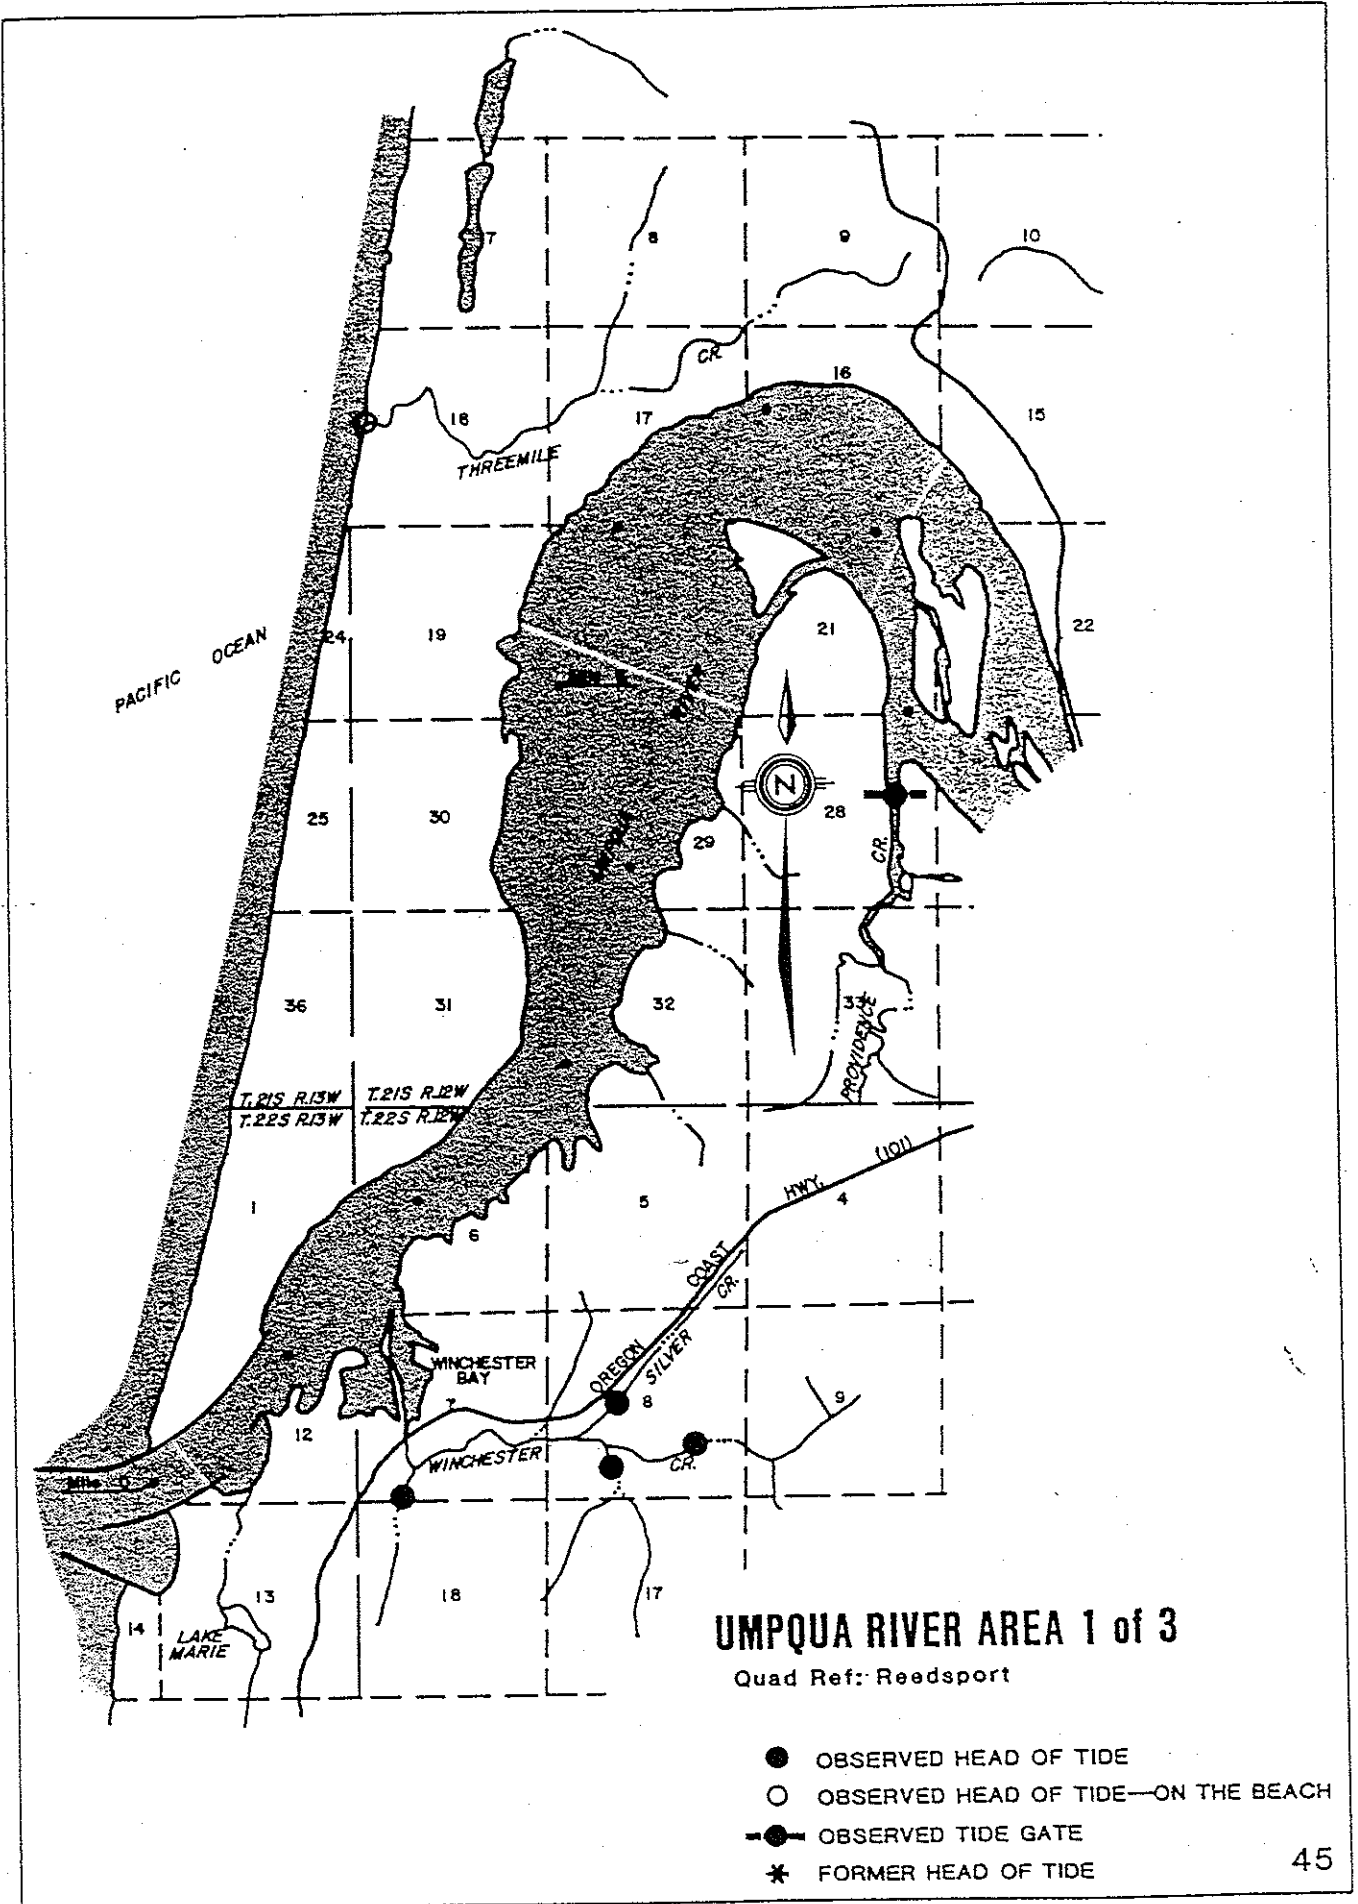 7
8
9
10
CR.
16
18
17
15
THREEMILE
PACIFIC OCEAN
24
19
21
22
N
25
30
29
28
CR.
36
31
32
33
PROVIDENCE
T.21S R.13W
T.21S R.12W
T.22S R.13W
T.22S R.12W
HWY. (101)
1
5
4
6
COAST
CR.
OREGON
SILVER
WINCHESTER
BAY
7
8
9
12
WINCHESTER
CR.
Mile 0
13
18
17
14
LAKE
MARIE
UMPQUA RIVER AREA 1 of 3
Quad Ref: Reedsport
OBSERVED HEAD OF TIDE
OBSERVED HEAD OF TIDE—ON THE BEACH
OBSERVED TIDE GATE
FORMER HEAD OF TIDE
45